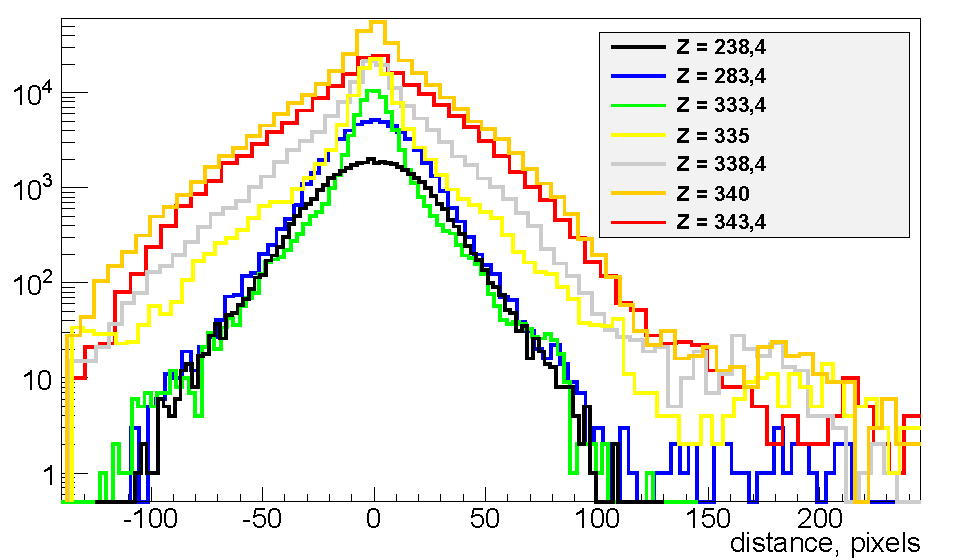 Z = 238,4
Z = 283,4
Z = 333,4
Z = 335
Z = 338,4
Z = 340
Z = 343,4
10⁴
10³
10²
10
1
-100 -50 0 50 100 150 200
distance, pixels